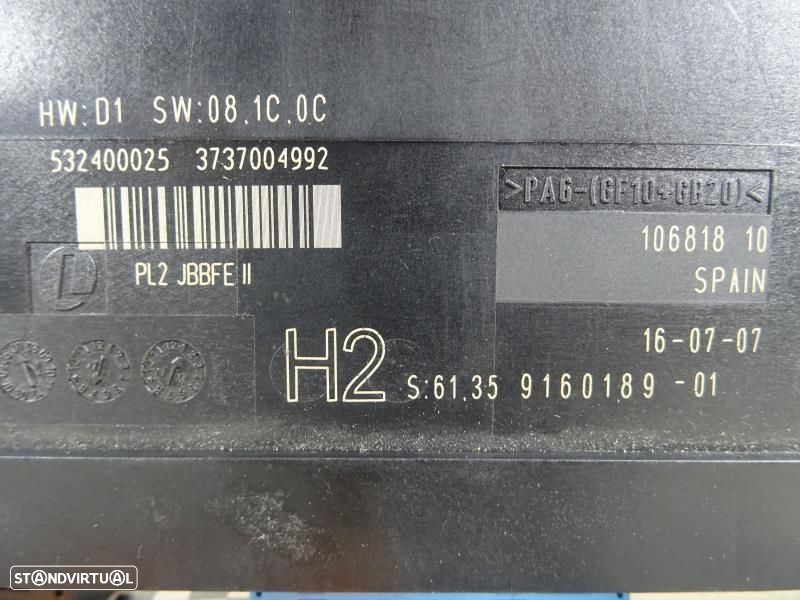 HW:D1 SW:08.1C.0C
532400025 3737004992
>PA6-(GF10+GB20)<
106818 10
SPAIN
PL2 JBBFE II
16-07-07
H2 S:61.35 9160189 -01
STANDVIRTUAL